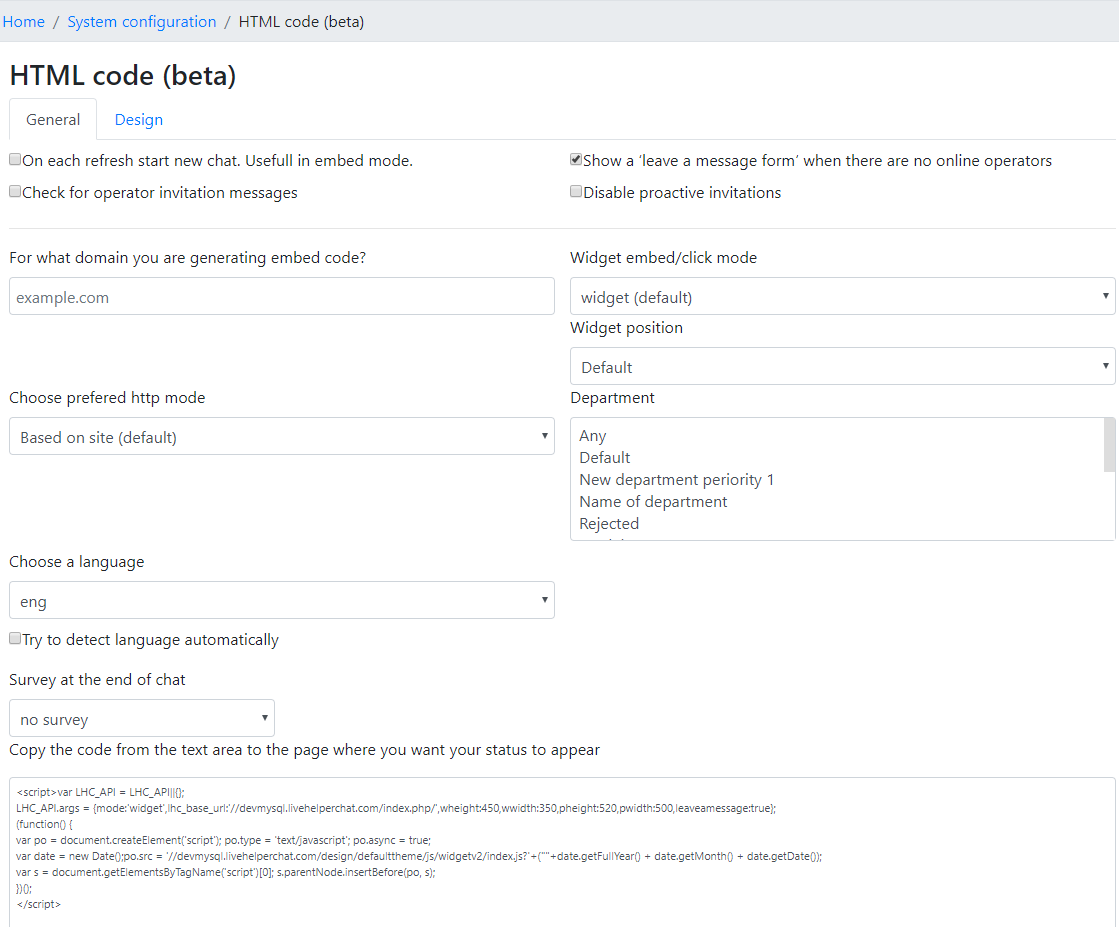 Home / System configuration / HTML code (beta)
HTML code (beta)
General Design
On each refresh start new chat. Usefull in embed mode.
Show a 'leave a message form' when there are no online operators
Check for operator invitation messages
Disable proactive invitations
For what domain you are generating embed code?
Widget embed/click mode
example.com
widget (default)
Widget position
Default
Choose prefered http mode
Department
Based on site (default)
Any
Default
New department periority 1
Name of department
Rejected
Choose a language
eng
Try to detect language automatically
Survey at the end of chat
no survey
Copy the code from the text area to the page where you want your status to appear
<script>var LHC_API = LHC_API||{};
LHC_API.args = {mode:'widget',lhc_base_url:'//devmysql.livehelperchat.com/index.php/',wheight:450,wwidth:350,pheight:520,pwidth:500,leaveamessage:true};
(function() {
var po = document.createElement('script'); po.type = 'text/javascript'; po.async = true;
var date = new Date();po.src = '//devmysql.livehelperchat.com/design/defaulttheme/js/widgetv2/index.js?'+(""+date.getFullYear() + date.getMonth() + date.getDate());
var s = document.getElementsByTagName('script')[0]; s.parentNode.insertBefore(po, s);
})();
</script>